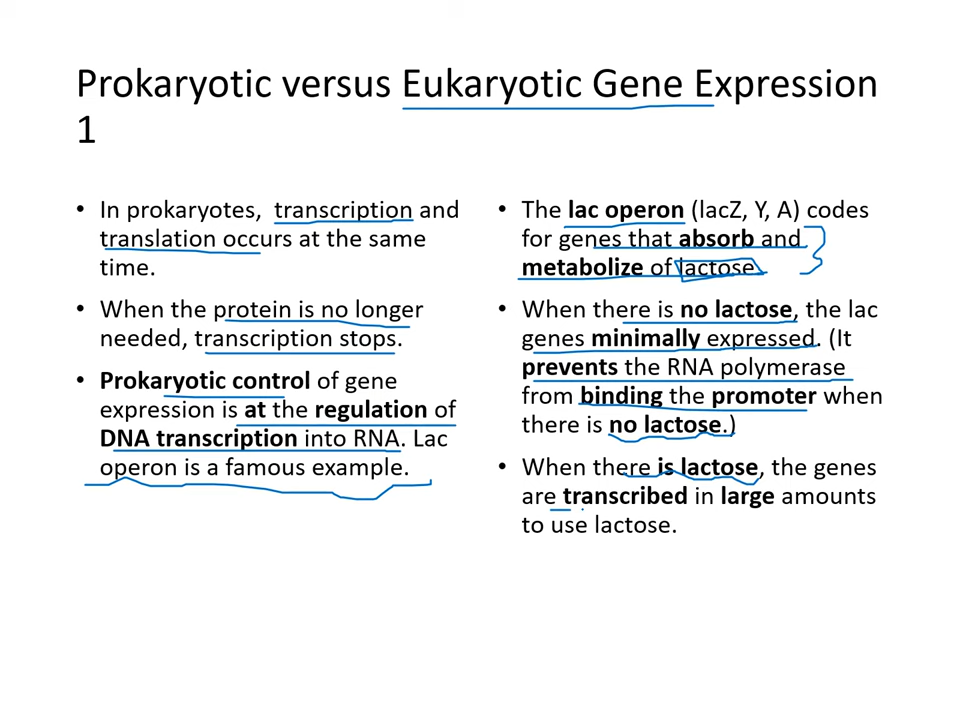 Prokaryotic versus Eukaryotic Gene Expression
1
• In prokaryotes, transcription and
translation occurs at the same
time.
• When the protein is no longer
needed, transcription stops.
• Prokaryotic control of gene
expression is at the regulation of
DNA transcription into RNA. Lac
operon is a famous example.
• The lac operon (lacZ, Y, A) codes
for genes that absorb and
metabolize of lactose.
• When there is no lactose, the lac
genes minimally expressed. (It
prevents the RNA polymerase
from binding the promoter when
there is no lactose.)
• When there is lactose, the genes
are transcribed in large amounts
to use lactose.